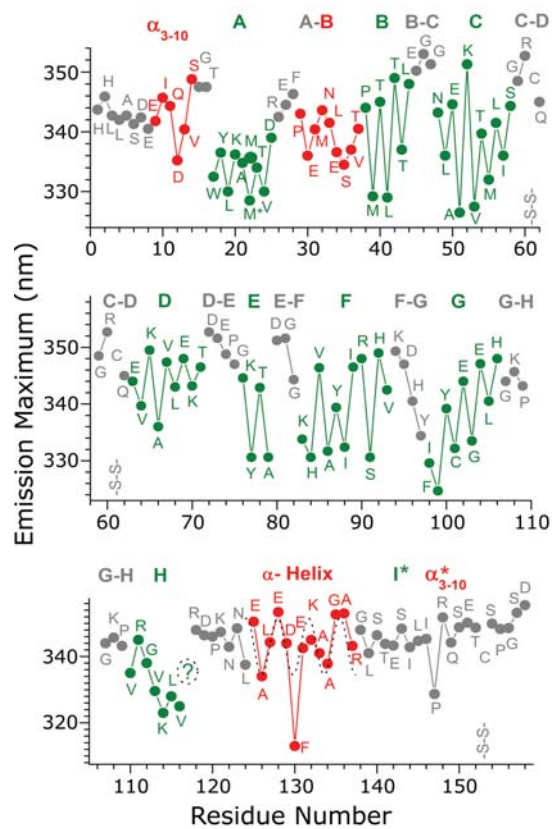 α3-10 A A-B B B-C C C-D
H L L A S T D E E I Q D V S G T W Y L K A M M* T V D R E F P E M N L E S V T P M T L T M L E G G N L E A K V T M L I S G R C Q
-S-S-
350
340
330
0 10 20 30 40 50 60
Emission Maximum (nm)
C-D D D-E E E-F F F-G G G-H
G R C Q E L K A V L E K T D E P G K Y T A D G G K H V A Y I I R S H V K D H Y I F Y C E G E L H G K P
-S-S-
350
340
330
60 70 80 90 100 110
G-H H α- Helix I* α*3-10
G K P V R G V K L V ? R D P K N N L E A L E D F E K A A G A R G L S T E S I L I P R Q S E T C S P G S D
-S-S-
360
340
320
110 120 130 140 150
Residue Number